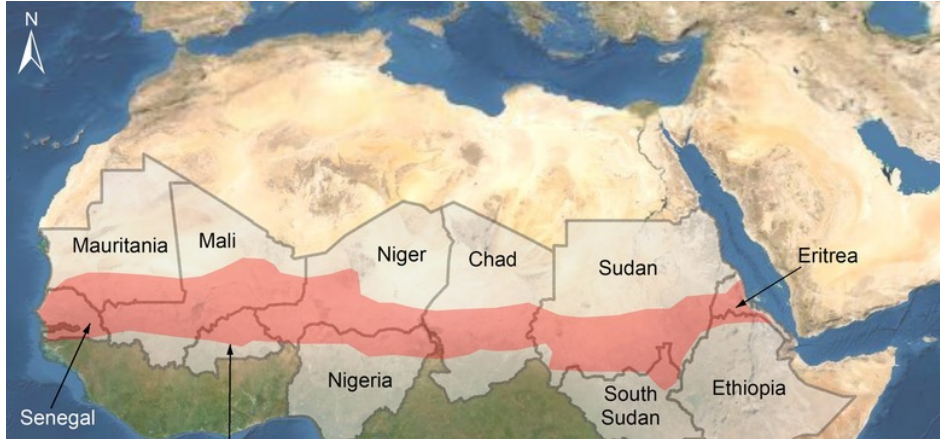 N
Mauritania
Mali
Niger
Chad
Sudan
Eritrea
Nigeria
South
Sudan
Ethiopia
Senegal